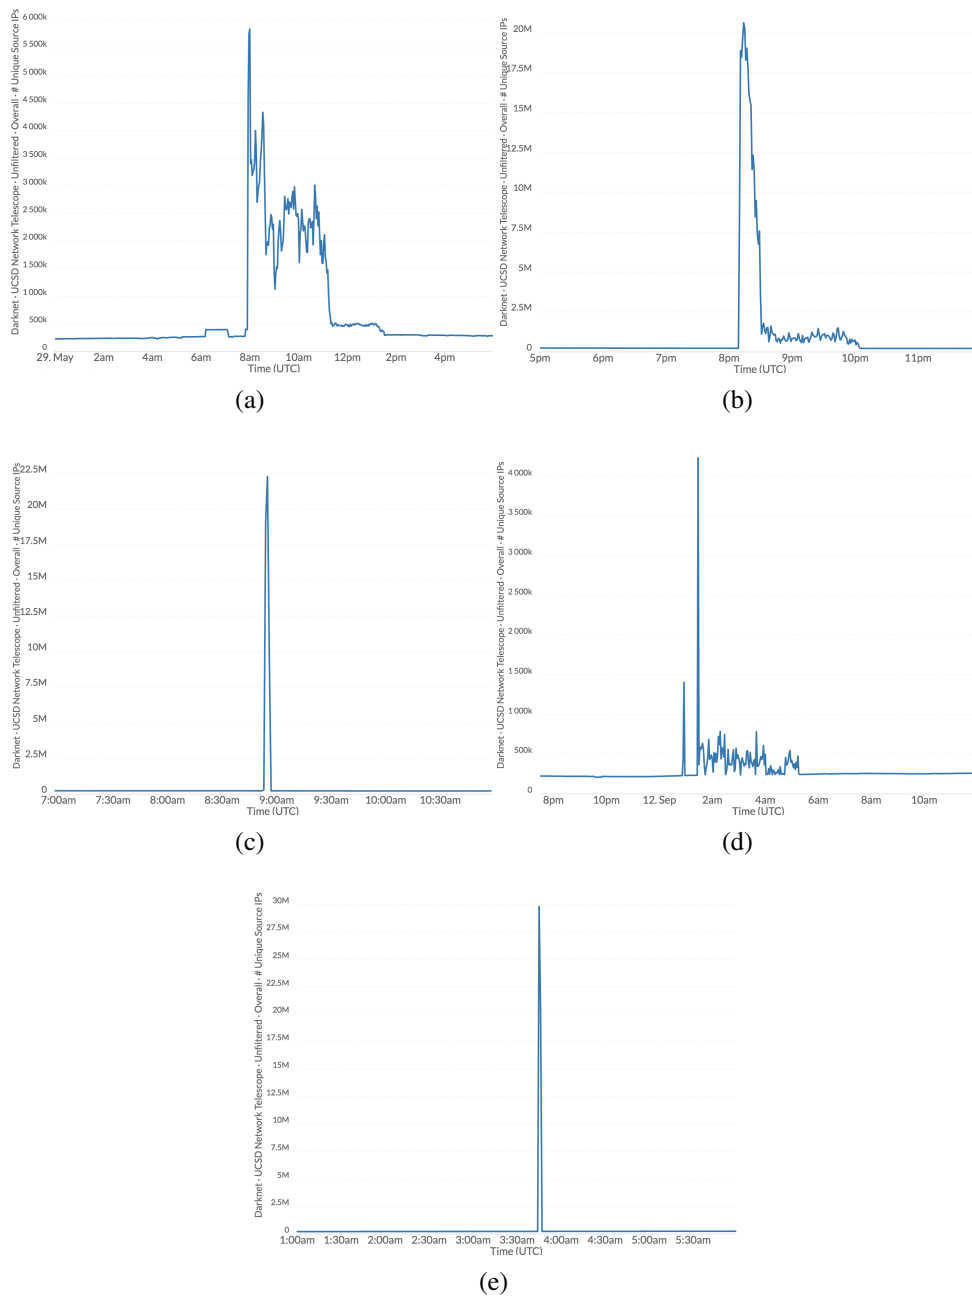 Darknet · UCSD Network Telescope · Unfiltered · Overall · # Unique Source IPs
6 000k
5 500k
5 000k
4 500k
4 000k
3 500k
3 000k
2 500k
2 000k
1 500k
1 000k
500k
0
29. May 2am 4am 6am 8am 10am 12pm 2pm 4pm
Time (UTC)
(a)
Darknet · UCSD Network Telescope · Unfiltered · Overall · # Unique Source IPs
20M
17.5M
15M
12.5M
10M
7.5M
5M
2.5M
0
5pm 6pm 7pm 8pm 9pm 10pm 11pm
Time (UTC)
(b)
Darknet · UCSD Network Telescope · Unfiltered · Overall · # Unique Source IPs
22.5M
20M
17.5M
15M
12.5M
10M
7.5M
5M
2.5M
0
7:00am 7:30am 8:00am 8:30am 9:00am 9:30am 10:00am 10:30am
Time (UTC)
(c)
Darknet · UCSD Network Telescope · Unfiltered · Overall · # Unique Source IPs
4 000k
3 500k
3 000k
2 500k
2 000k
1 500k
1 000k
500k
0
8pm 10pm 12. Sep 2am 4am 6am 8am 10am
Time (UTC)
(d)
Darknet · UCSD Network Telescope · Unfiltered · Overall · # Unique Source IPs
30M
27.5M
25M
22.5M
20M
17.5M
15M
12.5M
10M
7.5M
5M
2.5M
0
1:00am 1:30am 2:00am 2:30am 3:00am 3:30am 4:00am 4:30am 5:00am 5:30am
Time (UTC)
(e)